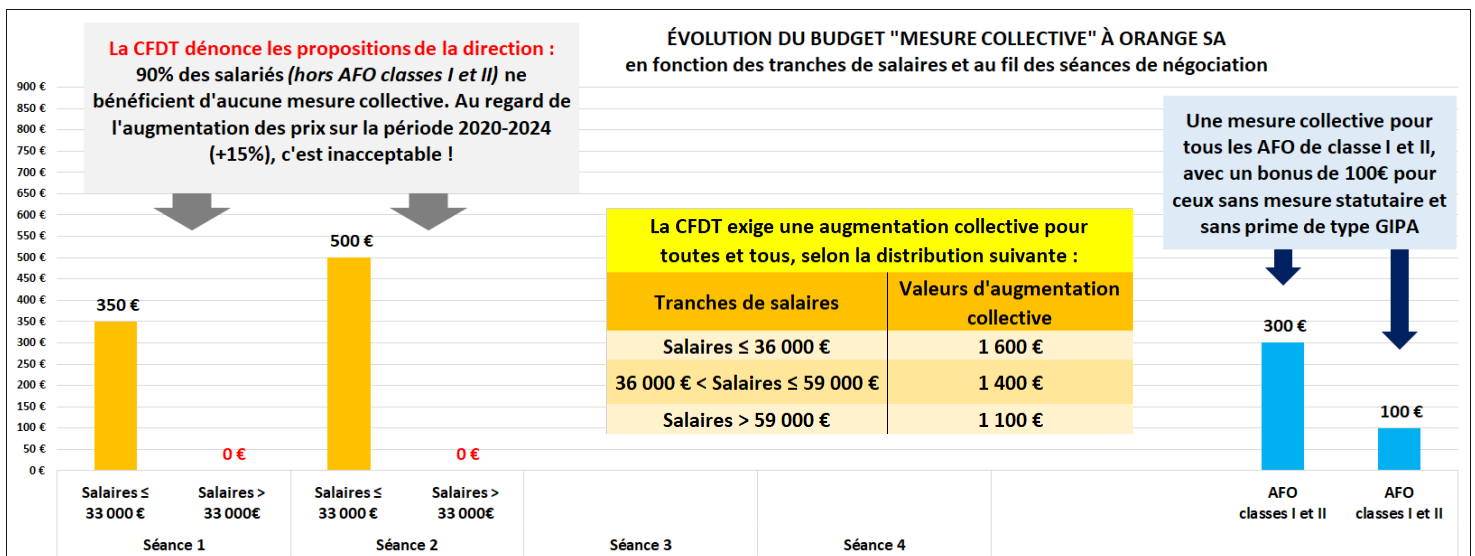 La CFDT dénonce les propositions de la direction :
90% des salariés (hors AFO classes I et II) ne
bénéficient d'aucune mesure collective. Au regard de
l'augmentation des prix sur la période 2020-2024
(+15%), c'est inacceptable !
ÉVOLUTION DU BUDGET "MESURE COLLECTIVE" À ORANGE SA
en fonction des tranches de salaires et au fil des séances de négociation
Une mesure collective pour
tous les AFO de classe I et II,
avec un bonus de 100€ pour
ceux sans mesure statutaire et
sans prime de type GIPA
La CFDT exige une augmentation collective pour
toutes et tous, selon la distribution suivante :
Tranches de salaires
Valeurs d'augmentation
collective
Salaires ≤ 36 000 € 1 600 €
36 000 € < Salaires ≤ 59 000 € 1 400 €
Salaires > 59 000 € 1 100 €
900 €
850 €
800 €
750 €
700 €
650 €
600 €
550 €
500 €
450 €
400 €
350 €
300 €
250 €
200 €
150 €
100 €
50 €
0 €
350 €
0 €
500 €
0 €
300 €
100 €
Salaires ≤
33 000 €
Salaires >
33 000€
Salaires ≤
33 000 €
Salaires >
33 000€
AFO
classes I et II
AFO
classes I et II
Séance 1
Séance 2
Séance 3
Séance 4